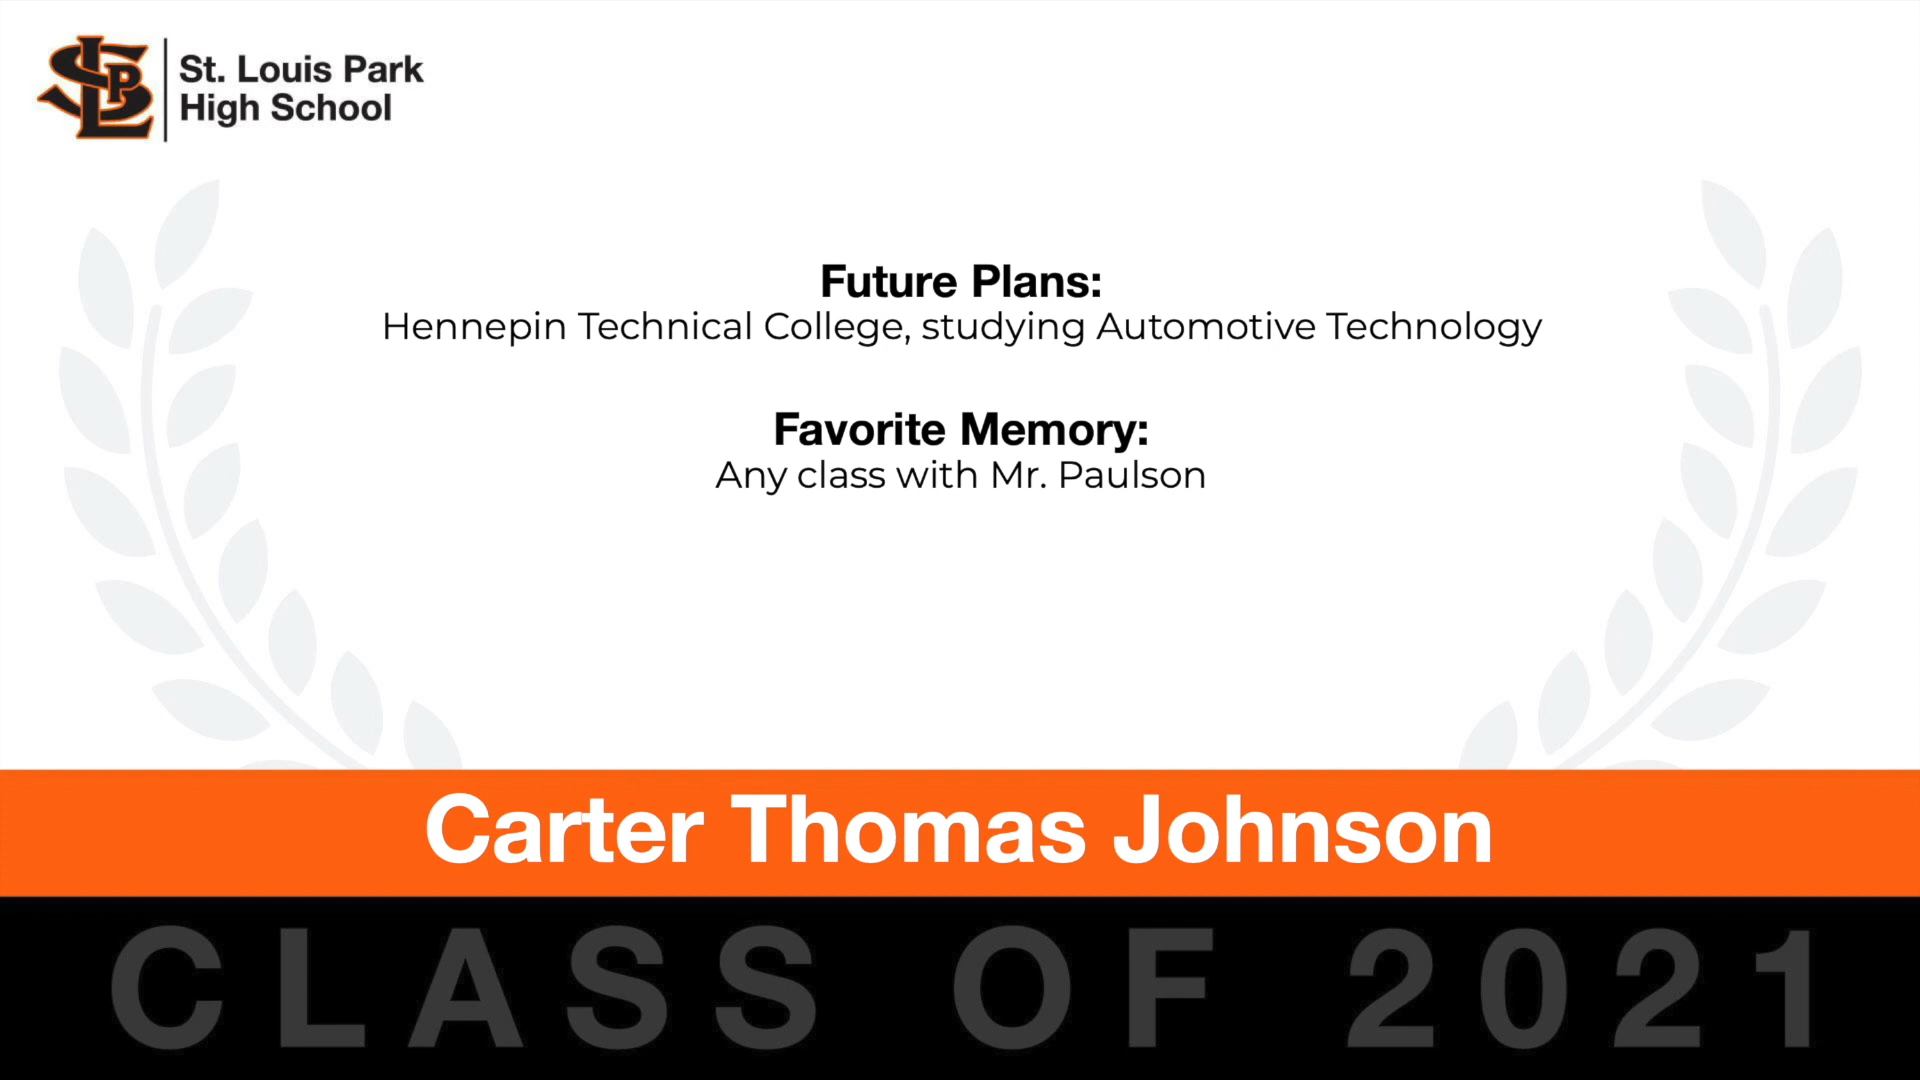 SLP
St. Louis Park
High School
Future Plans:
Hennepin Technical College, studying Automotive Technology
Favorite Memory:
Any class with Mr. Paulson
Carter Thomas Johnson
CLASS OF 2021